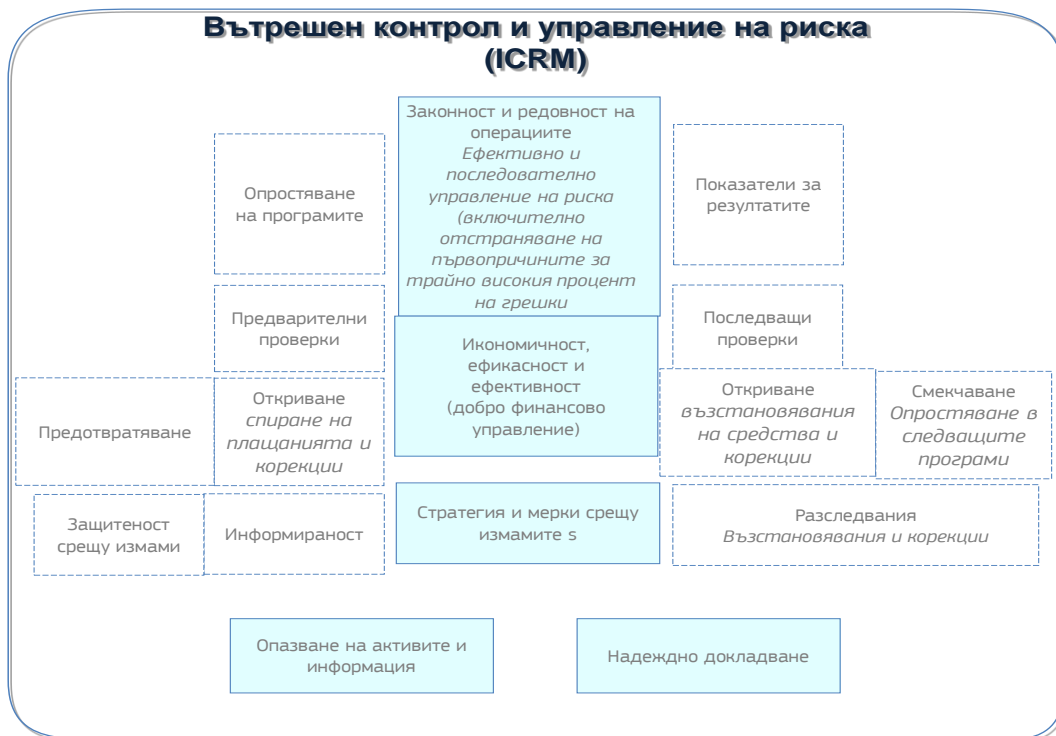 Вътрешен контрол и управление на риска
(ICRM)
Законност и редовност на
операциите
Ефективно и
последователно
управление на риска
(включително
отстраняване на
първопричините за
трайно високия процент
на грешки
Опростяване
на програмите
Показатели за
резултатите
Предварителни
проверки
Икономичност,
ефикасност и
ефективност
(добро финансово
управление)
Последващи
проверки
Предотвратяване
Откриване
спиране на
плащанията и
корекции
Откриване
възстановявания
на средства и
корекции
Смекчаване
Опростяване в
следващите
програми
Защитеност
срещу измами
Информираност
Стратегия и мерки срещу
измамите s
Разследвания
Възстановявания и корекции
Опазване на активите и
информация
Надеждно докладване